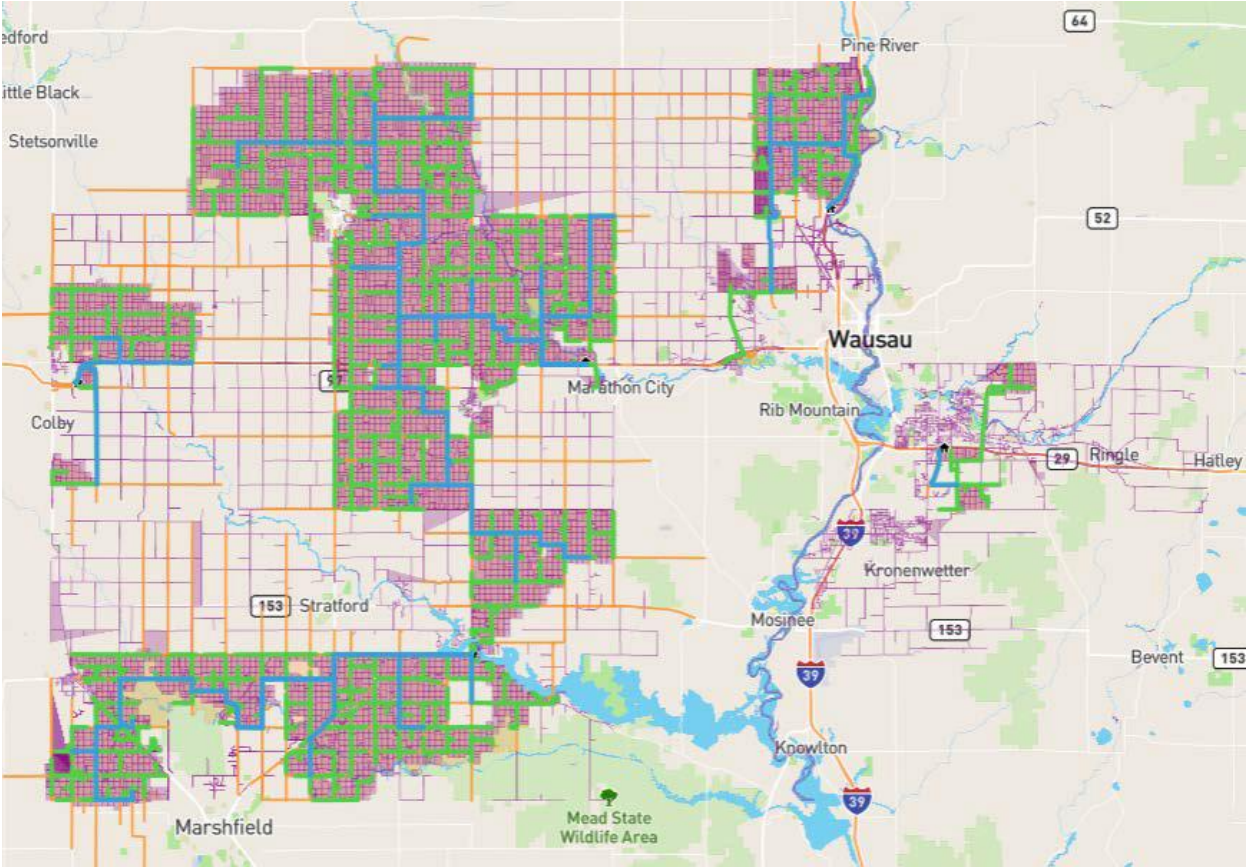 64
edford
Pine River
ittle Black
Stetsonville
52
Wausau
97
Marathon City
Rib Mountain
Colby
29
Ringle
Hatley
39
Kronenwetter
153
Stratford
Mosinee
153
Bevent
153
39
Knowlton
39
Mead State
Wildlife Area
Marshfield